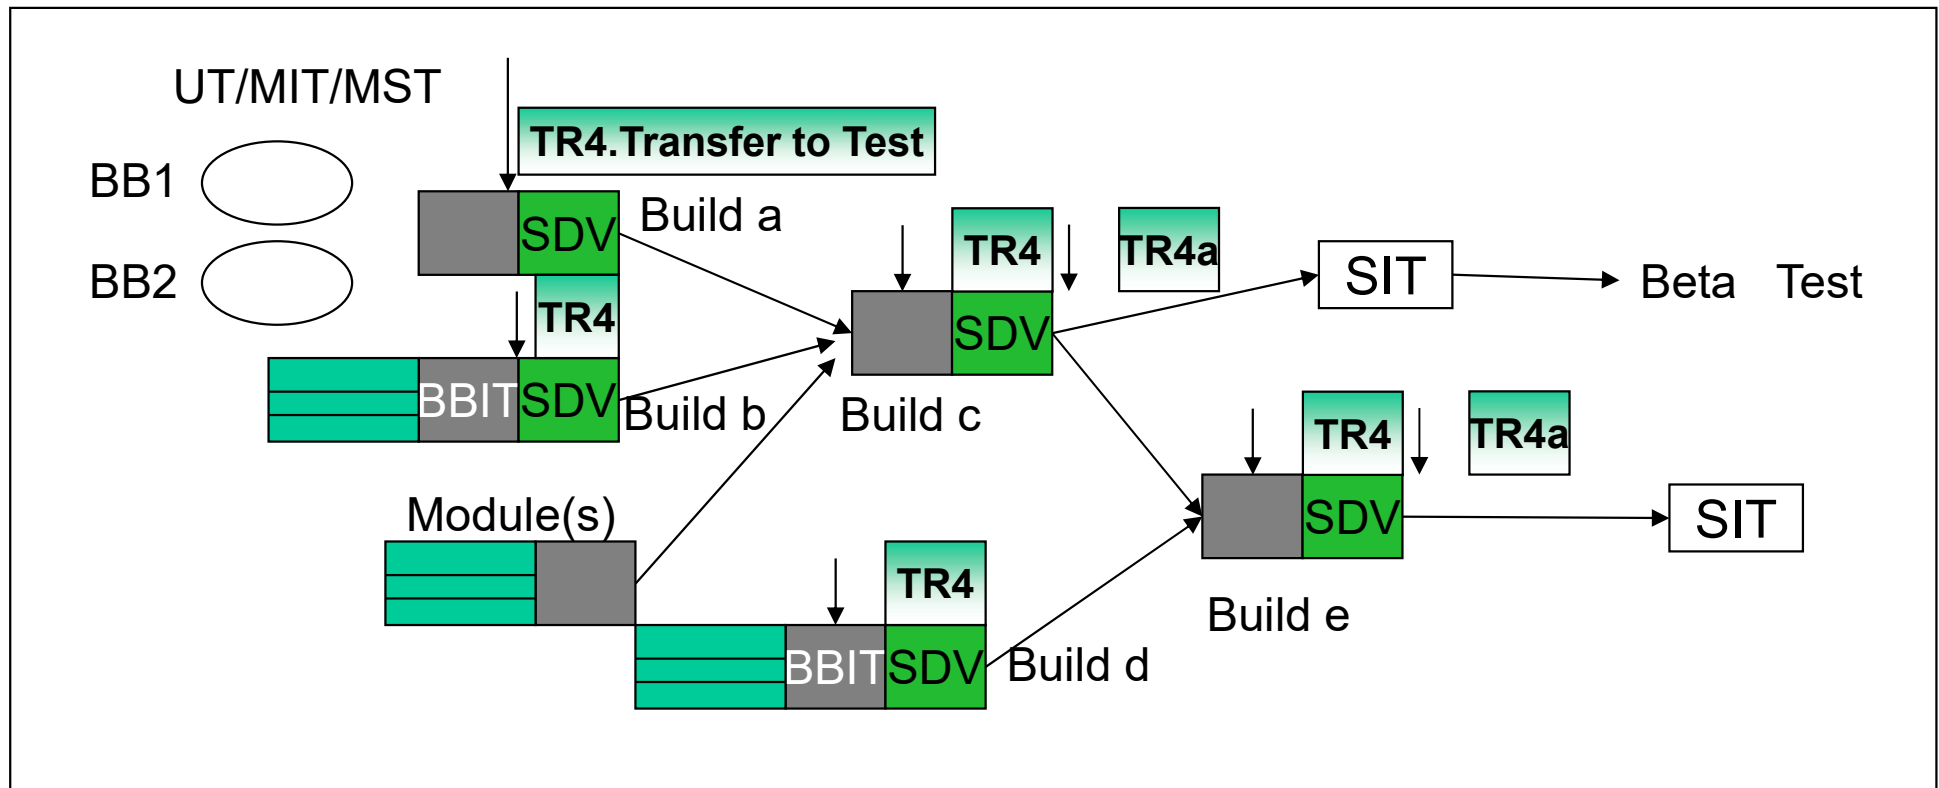 UT/MIT/MST
TR4.Transfer to Test
BB1
SDV
Build a
BB2
TR4
TR4
TR4a
SIT
Beta Test
SDV
BBIT
SDV
Build b
Build c
TR4
TR4a
Module(s)
SDV
SIT
TR4
Build e
BBIT
SDV
Build d